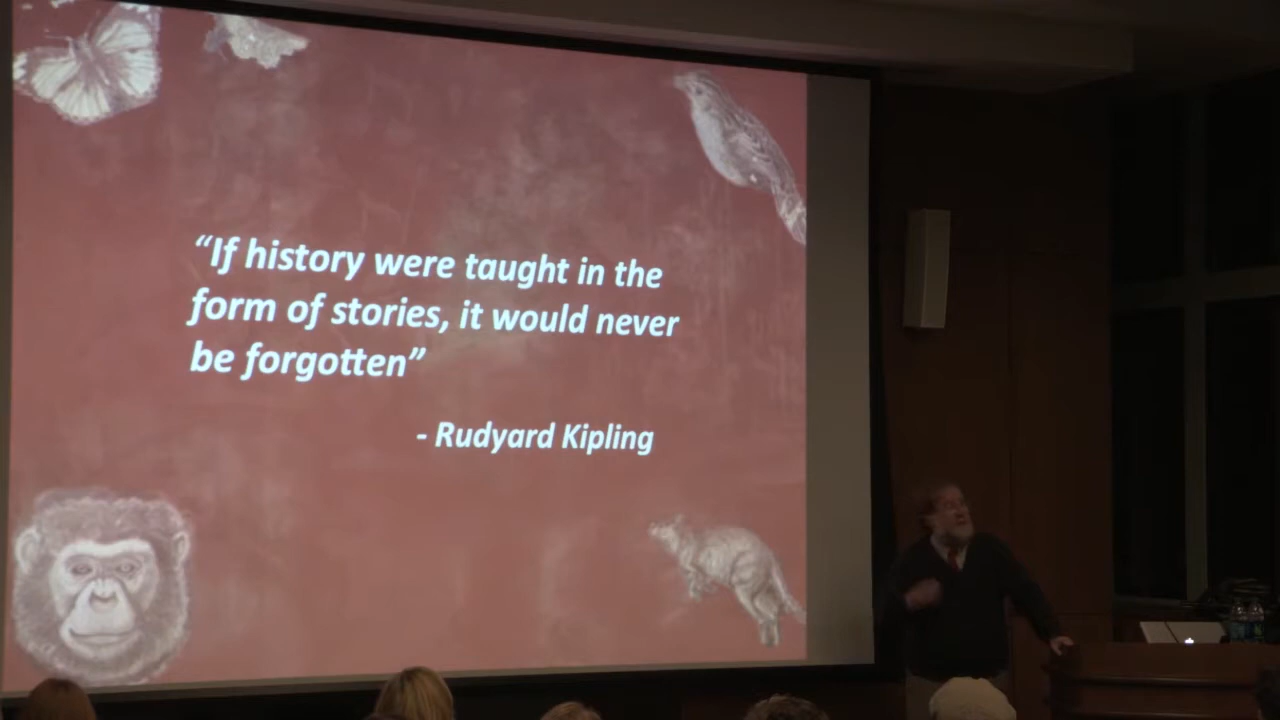 “If history were taught in the
form of stories, it would never
be forgotten”
- Rudyard Kipling